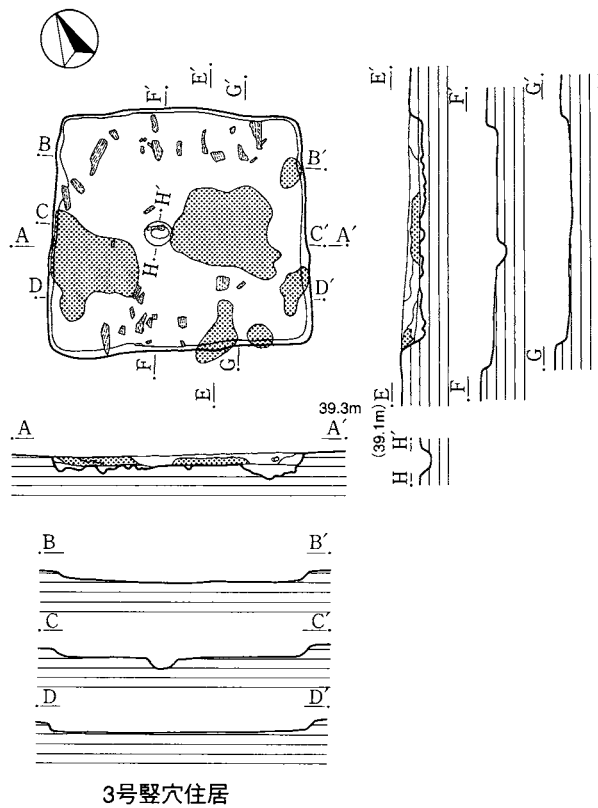 E´
F´
G´
B
B´
H´
C
A
C´ A´
H
D
D´
F
G
E
E´
F´
G´
E
F
G
39.3m
(39.1m)
A
A´
H´
H
B
B´
C
C´
D
D´
3号竪穴住居